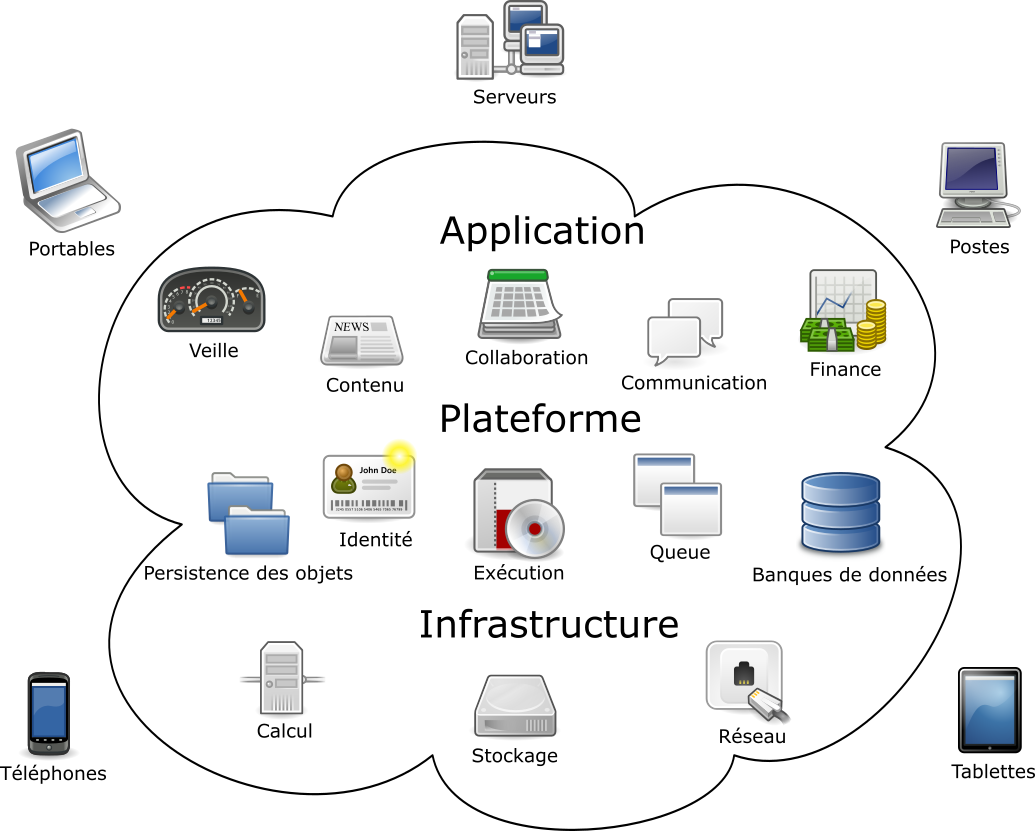 Serveurs
Portables
Postes
Application
Veille
NEWS
Contenu
Collaboration
Communication
Finance
Plateforme
John Doe
Persistence des objets
Identité
Exécution
Queue
Banques de données
Infrastructure
Calcul
Stockage
Réseau
Téléphones
Tablettes